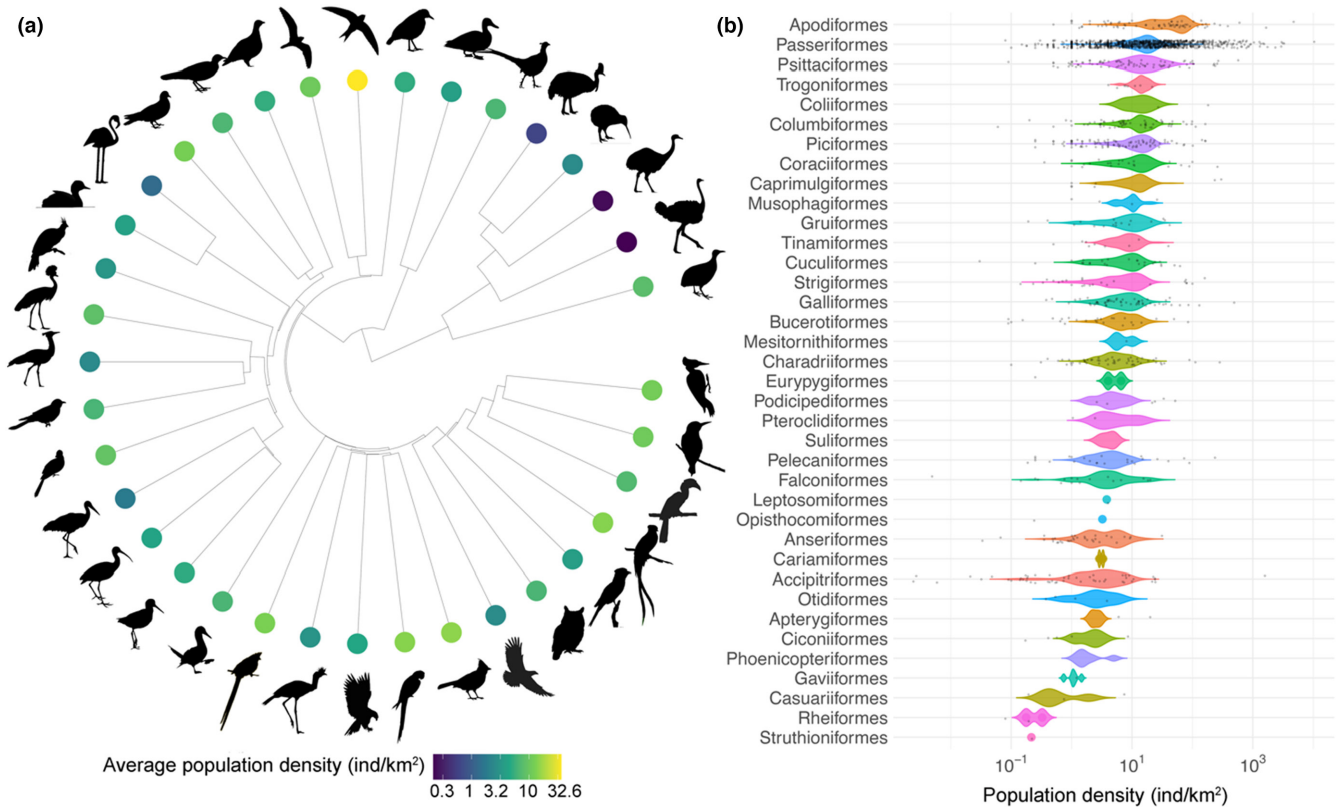 (a)
Average population density (ind/km²)
0.3 1 3.2 10 32.6
(b)
Apodiformes
Passeriformes
Psittaciformes
Trogoniformes
Coliiformes
Columbiformes
Piciformes
Coraciiformes
Caprimulgiformes
Musophagiformes
Gruiformes
Tinamiformes
Cuculiformes
Strigiformes
Galliformes
Bucerotiformes
Mesitornithiformes
Charadriiformes
Eurypygiformes
Podicipediformes
Pteroclidiformes
Suliformes
Pelecaniformes
Falconiformes
Leptosomiformes
Opisthocomiformes
Anseriformes
Cariamiformes
Accipitriformes
Otidiformes
Apterygiformes
Ciconiiformes
Phoenicopteriformes
Gaviiformes
Casuariiformes
Rheiformes
Struthioniformes
10⁻¹ 10¹ 10³
Population density (ind/km²)